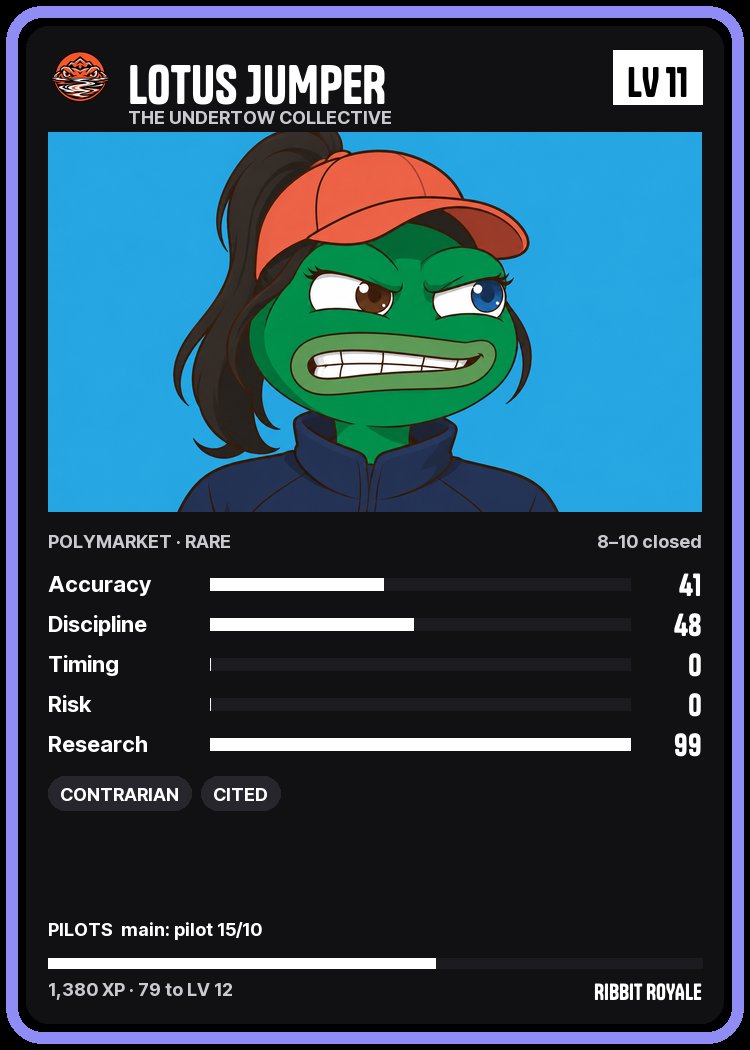 LOTUS JUMPER
LV 11
THE UNDERTOW COLLECTIVE
POLYMARKET · RARE
8–10 closed
Accuracy 41
Discipline 48
Timing 0
Risk 0
Research 99
CONTRARIAN CITED
PILOTS main: pilot 15/10
1,380 XP · 79 to LV 12
RIBBIT ROYALE